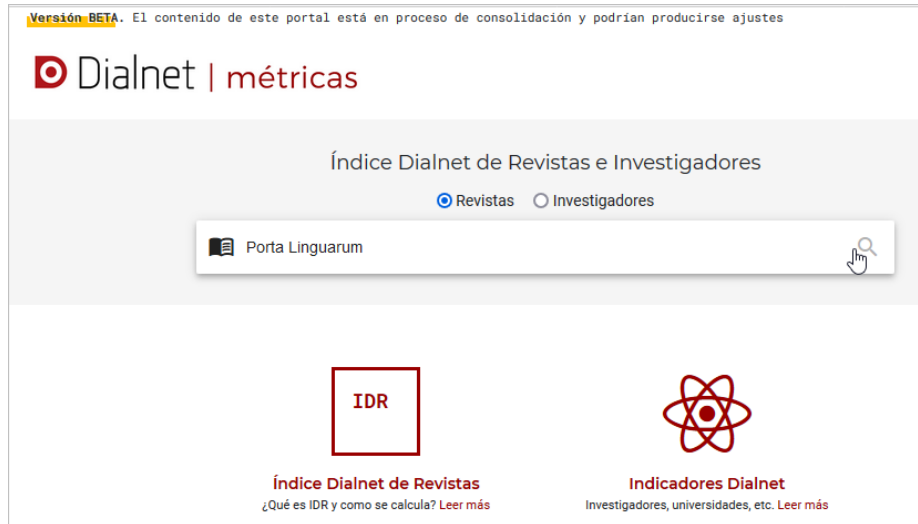 Versión BETA. El contenido de este portal está en proceso de consolidación y podrían producirse ajustes
Dialnet | métricas
Índice Dialnet de Revistas e Investigadores
Revistas Investigadores
Porta Linguarum
IDR
Índice Dialnet de Revistas
¿Qué es IDR y como se calcula? Leer más
Indicadores Dialnet
Investigadores, universidades, etc. Leer más